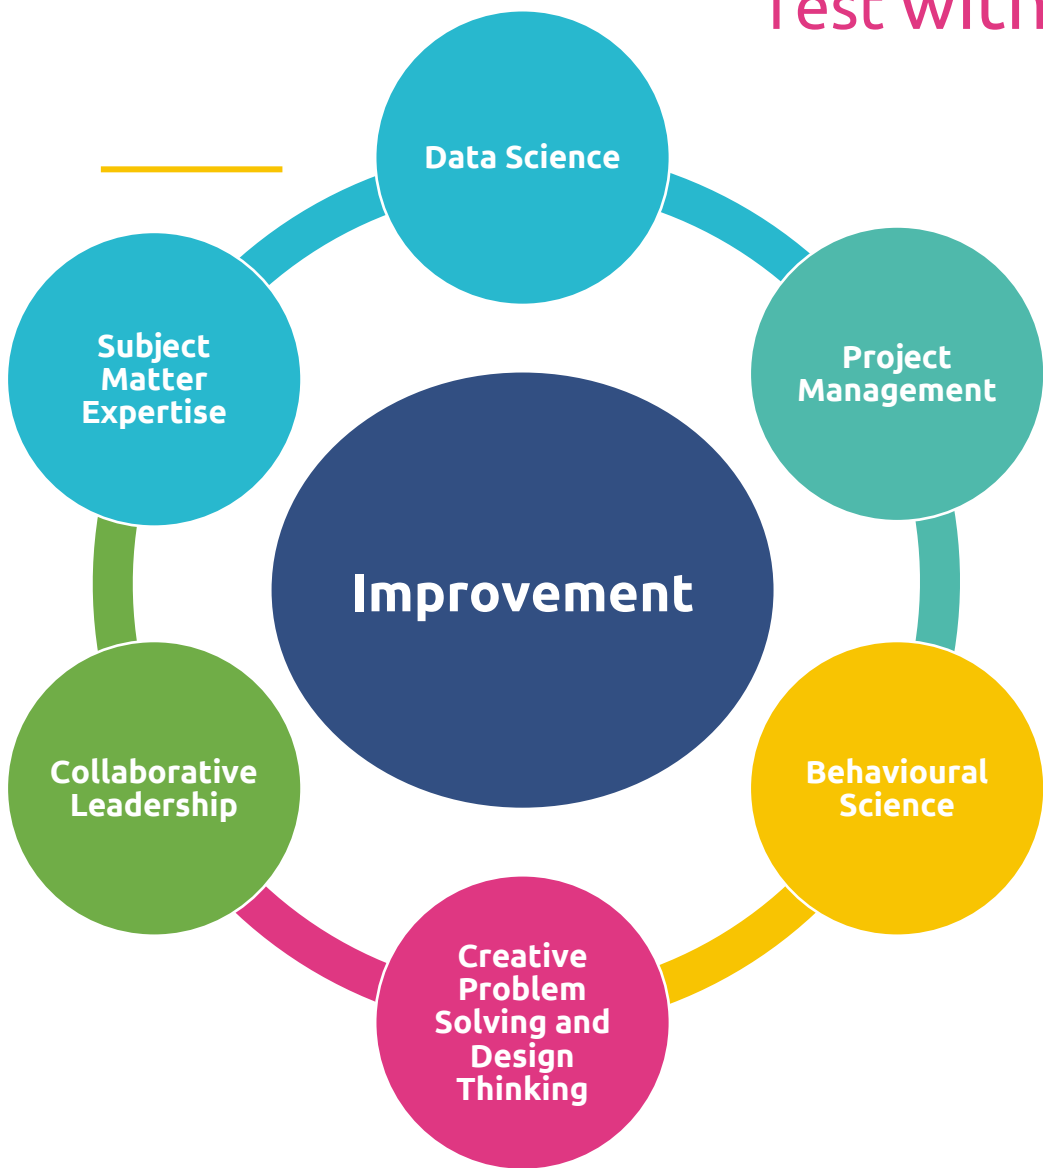 Test with
Data Science
Subject
Matter
Expertise
Project
Management
Improvement
Collaborative
Leadership
Behavioural
Science
Creative
Problem
Solving and
Design
Thinking